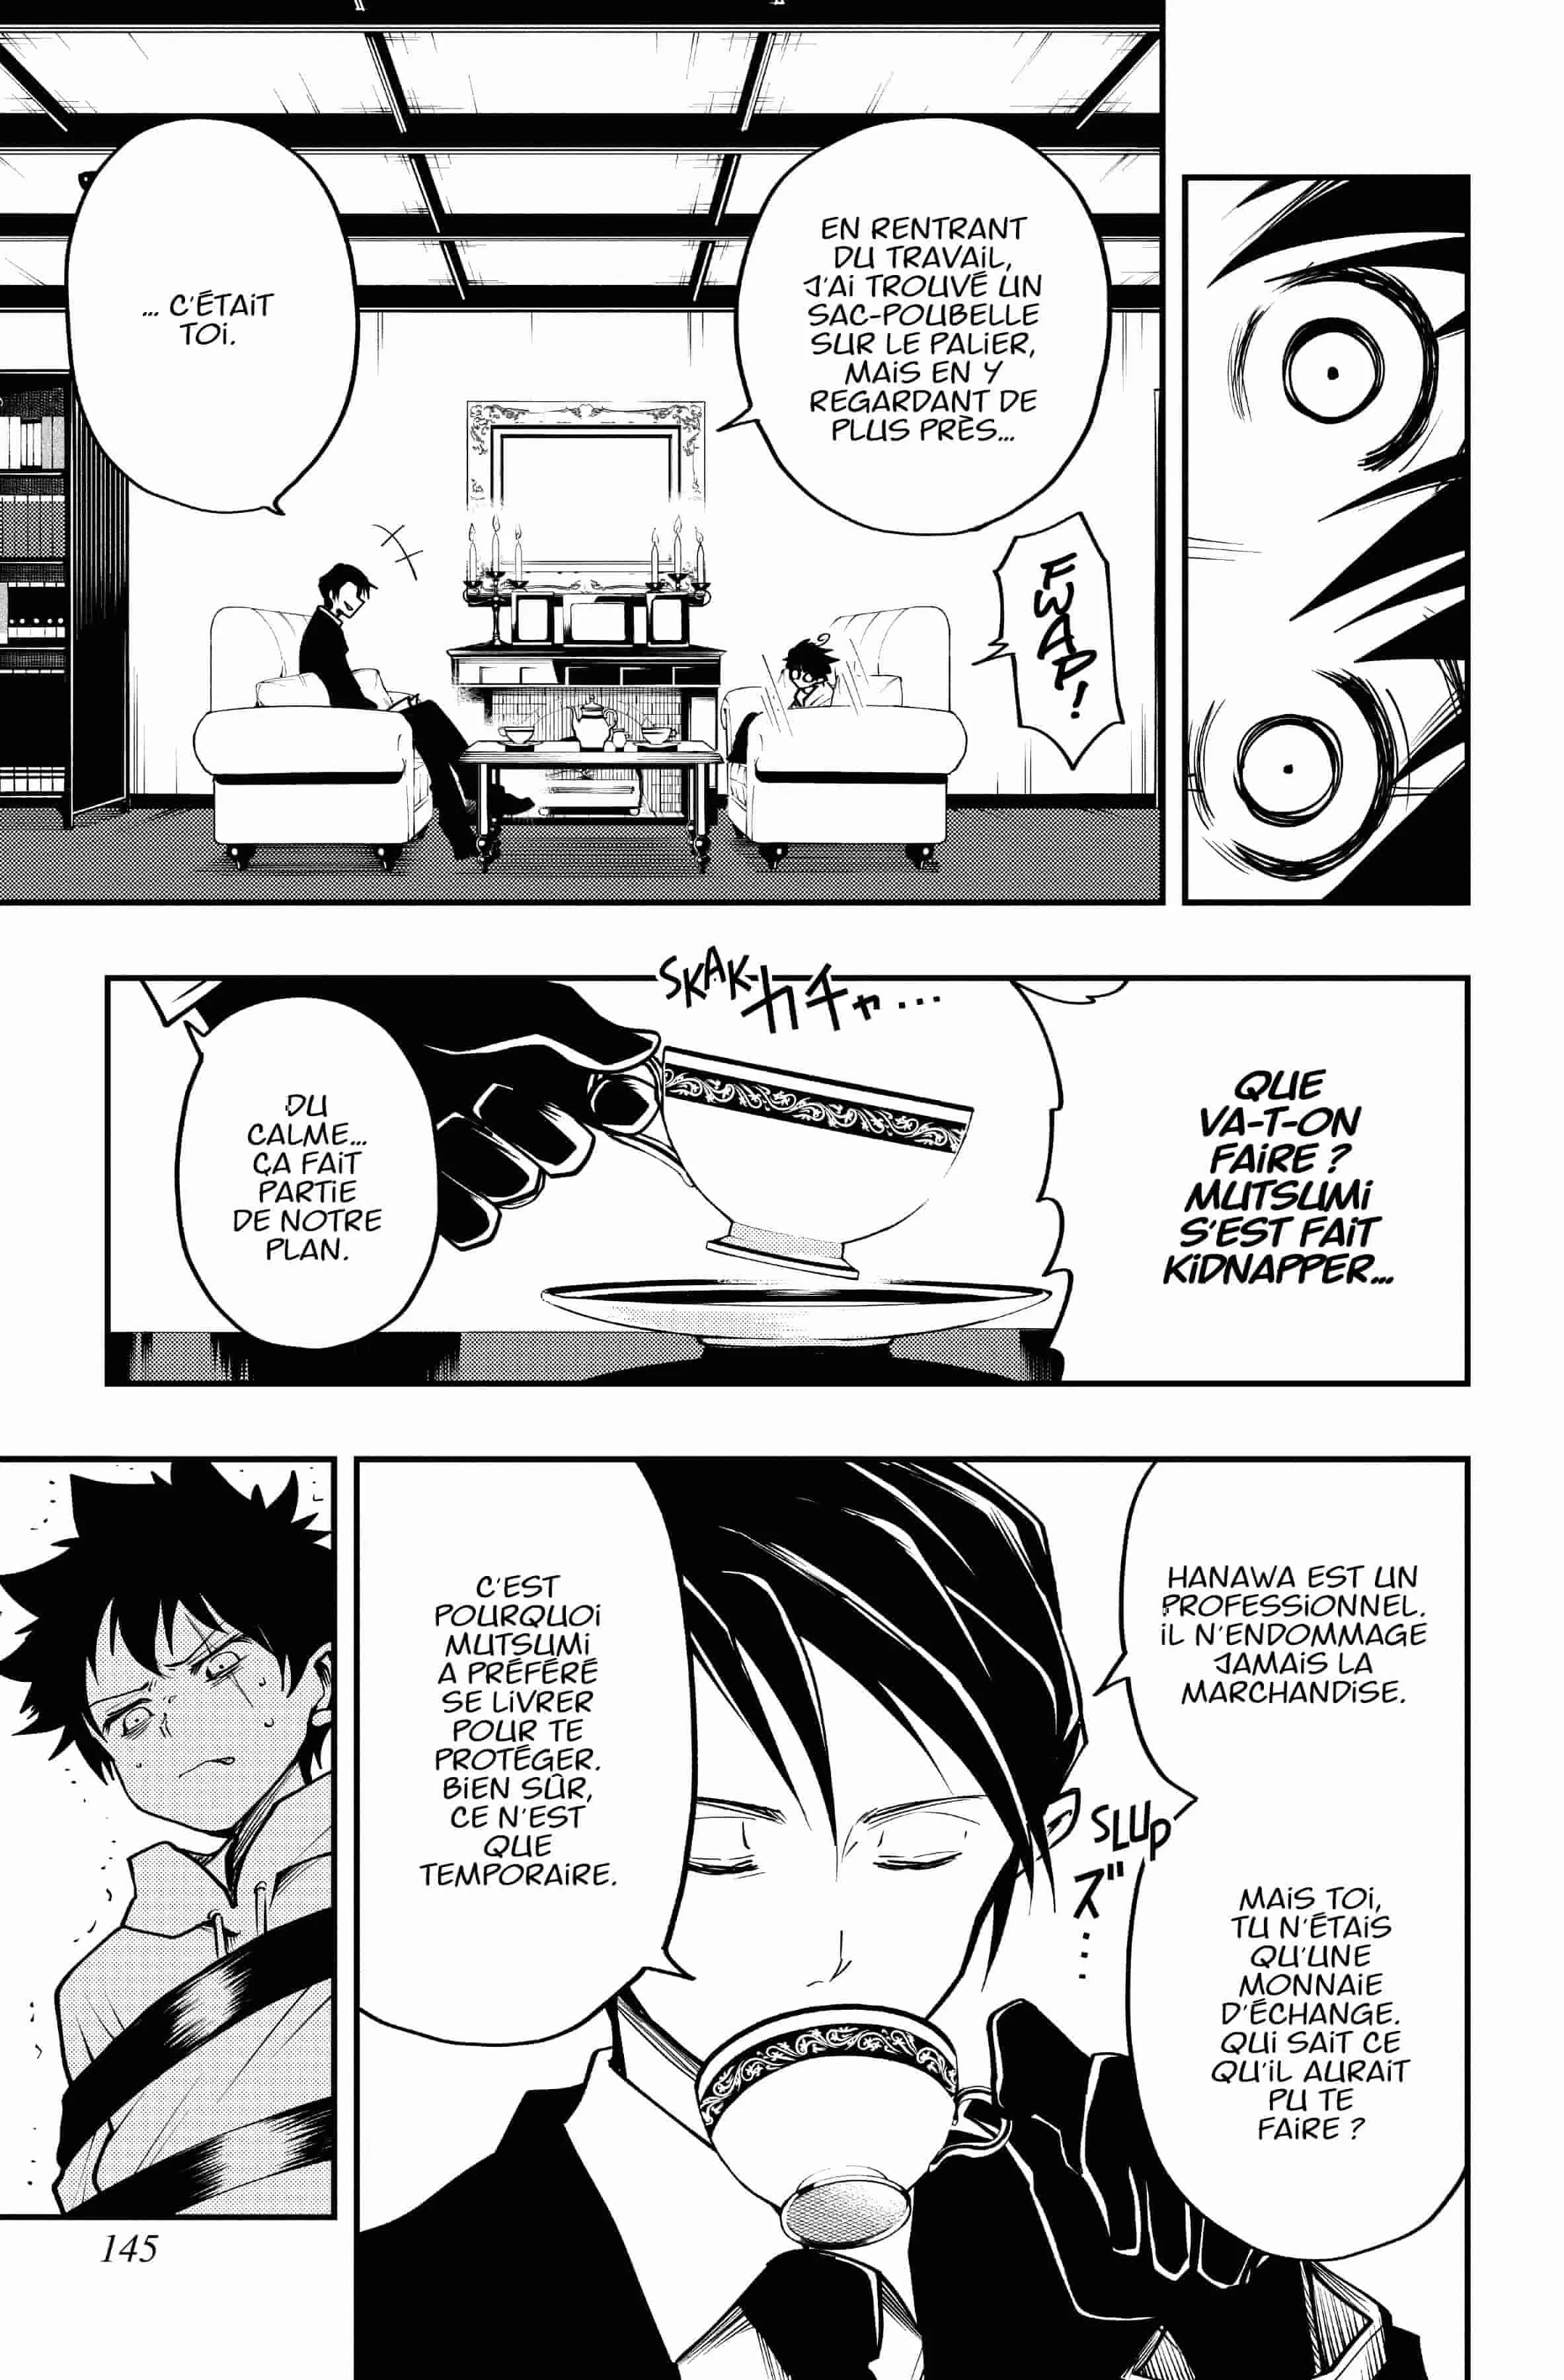 EN RENTRANT
DU TRAVAIL,
J'AI TROUVÉ UN
SAC-POUBELLE
SUR LE PALIER,
MAIS EN Y
REGARDANT DE
PLUS PRÈS...
FWAP!
... C'ÉTAIT
TOI.
QUE
VA-T-ON
FAIRE ?
MUTSUMI
S'EST FAIT
KIDNAPPER...
SKAK
カチャ...
DU
CALME...
ÇA FAIT
PARTIE
DE NOTRE
PLAN.
HANAWA EST UN
PROFESSIONNEL.
IL N'ENDOMMAGE
JAMAIS LA
MARCHANDISE.
SLUP
ズ...
MAIS TOI,
TU N'ÉTAIS
QU'UNE
MONNAIE
D'ÉCHANGE.
QUI SAIT CE
QU'IL AURAIT
PU TE
FAIRE ?
C'EST
POURQUOI
MUTSUMI
A PRÉFÉRÉ
SE LIVRER
POUR TE
PROTÉGER.
BIEN SÛR,
CE N'EST
QUE
TEMPORAIRE.
145